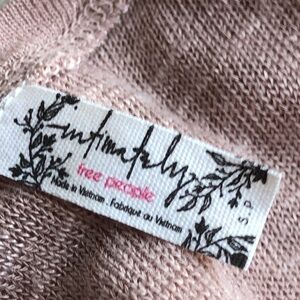 intimately
free people
Made in Vietnam . Fabriqué au Vietnam
S P